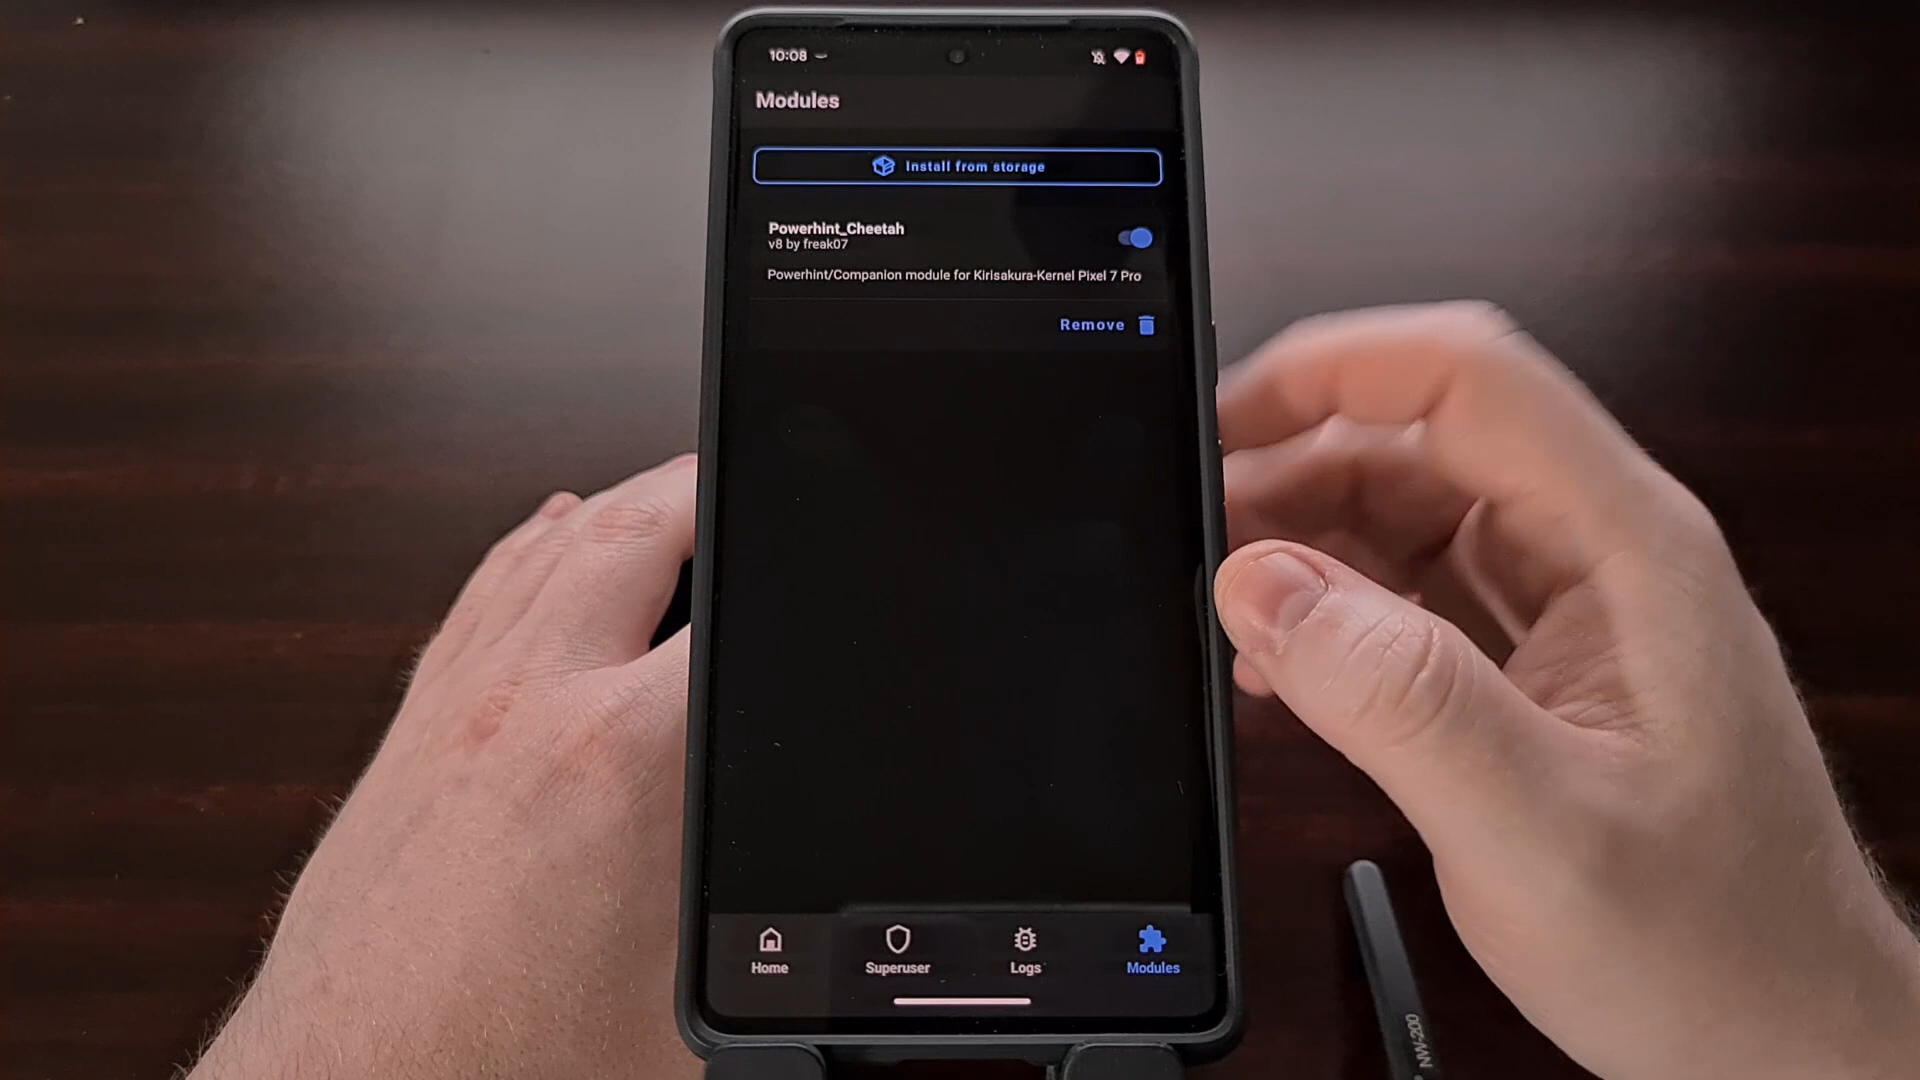 10:08
Modules
Install from storage
Powerhint_Cheetah
v8 by freak07
Powerhint/Companion module for Kirisakura-Kernel Pixel 7 Pro
Remove
Home
Superuser
Logs
Modules
NW-200